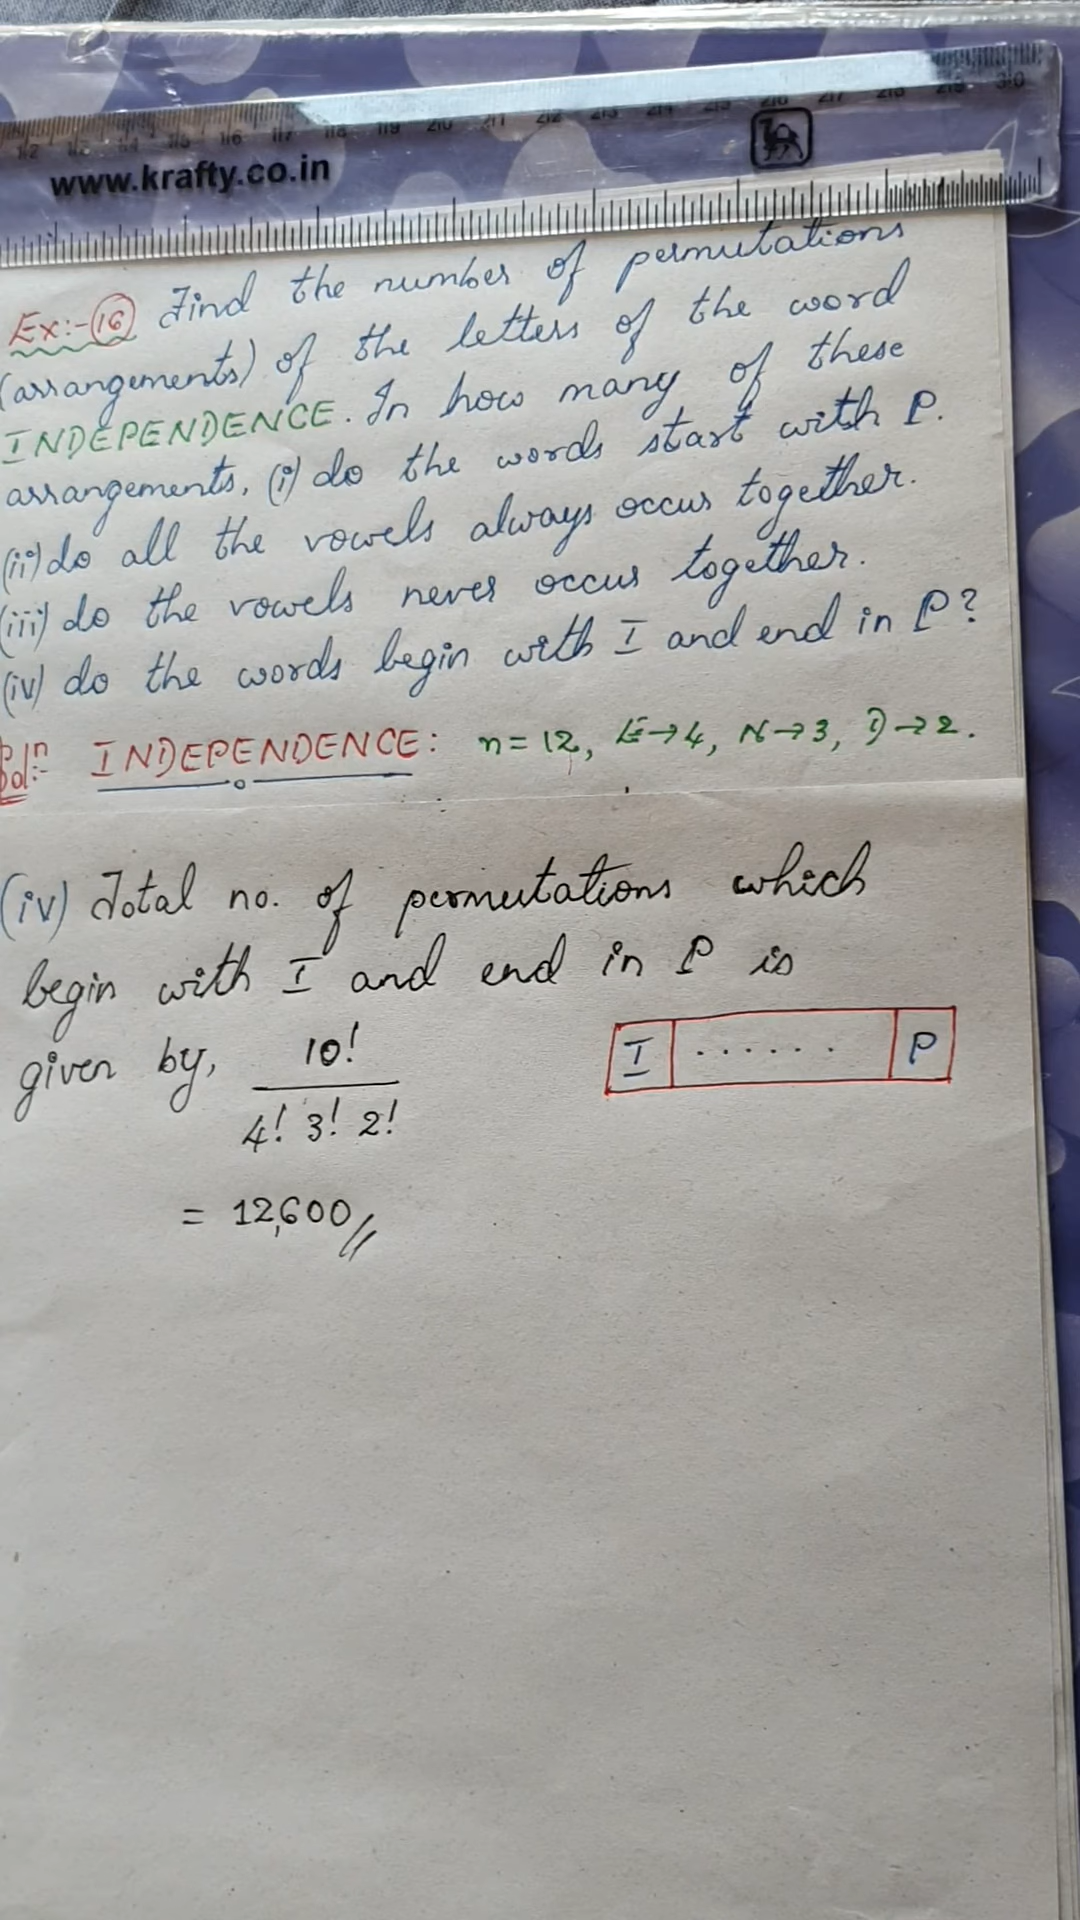 www.krafty.co.in
Ex:-(16) Find the number of permutations
(arrangements) of the letters of the word
INDEPENDENCE. In how many of these
arrangements, (i) do the words start with P.
(ii) do all the vowels always occur together.
(iii) do the vowels never occur together.
(iv) do the words begin with I and end in P?
Soln:- INDEPENDENCE: n=12, E→4, N→3, D→2.
(iv) Total no. of permutations which
begin with I and end in P is
given by, 10!
4! 3! 2!
I ...... P
= 12,600//